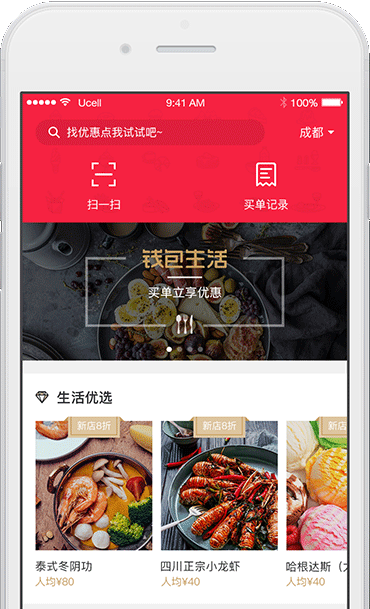 Ucell 9:41 AM 100%
找优惠点我试试吧~ 成都
扫一扫 买单记录
钱包生活
买单立享优惠
生活优选
新店8折 新店8折 新店8折
泰式冬阴功 四川正宗小龙虾 哈根达斯（大
人均¥80 人均¥40 人均¥40